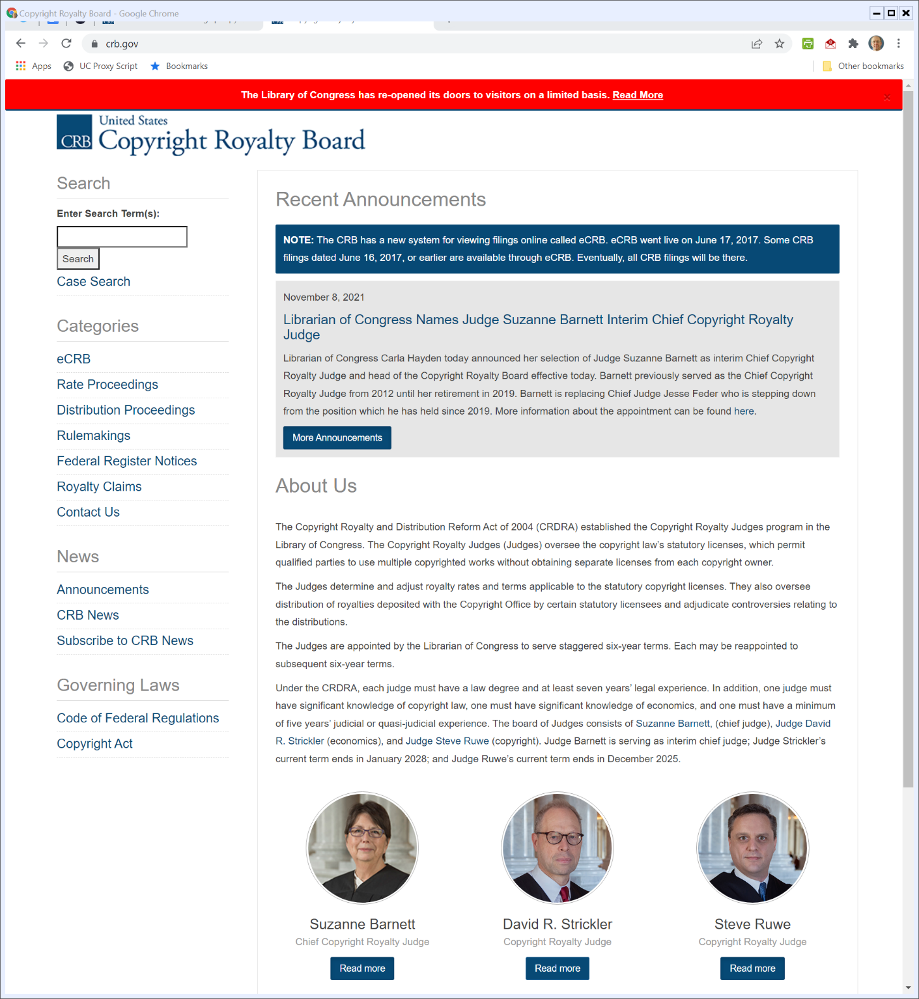 Copyright Royalty Board - Google Chrome
crb.gov
Apps
UC Proxy Script
Bookmarks
Other bookmarks
The Library of Congress has re-opened its doors to visitors on a limited basis. Read More
CRB
United States
Copyright Royalty Board
Search
Enter Search Term(s):
Search
Case Search
Categories
eCRB
Rate Proceedings
Distribution Proceedings
Rulemakings
Federal Register Notices
Royalty Claims
Contact Us
News
Announcements
CRB News
Subscribe to CRB News
Governing Laws
Code of Federal Regulations
Copyright Act
Recent Announcements
NOTE: The CRB has a new system for viewing filings online called eCRB. eCRB went live on June 17, 2017. Some CRB
filings dated June 16, 2017, or earlier are available through eCRB. Eventually, all CRB filings will be there.
November 8, 2021
Librarian of Congress Names Judge Suzanne Barnett Interim Chief Copyright Royalty
Judge
Librarian of Congress Carla Hayden today announced her selection of Judge Suzanne Barnett as interim Chief Copyright
Royalty Judge and head of the Copyright Royalty Board effective today. Barnett previously served as the Chief Copyright
Royalty Judge from 2012 until her retirement in 2019. Barnett is replacing Chief Judge Jesse Feder who is stepping down
from the position which he has held since 2019. More information about the appointment can be found here.
More Announcements
About Us
The Copyright Royalty and Distribution Reform Act of 2004 (CRDRA) established the Copyright Royalty Judges program in the
Library of Congress. The Copyright Royalty Judges (Judges) oversee the copyright law’s statutory licenses, which permit
qualified parties to use multiple copyrighted works without obtaining separate licenses from each copyright owner.
The Judges determine and adjust royalty rates and terms applicable to the statutory copyright licenses. They also oversee
distribution of royalties deposited with the Copyright Office by certain statutory licensees and adjudicate controversies relating to
the distributions.
The Judges are appointed by the Librarian of Congress to serve staggered six-year terms. Each may be reappointed to
subsequent six-year terms.
Under the CRDRA, each judge must have a law degree and at least seven years’ legal experience. In addition, one judge must
have significant knowledge of copyright law, one must have significant knowledge of economics, and one must have a minimum
of five years’ judicial or quasi-judicial experience. The board of Judges consists of Suzanne Barnett, (chief judge), Judge David
R. Strickler (economics), and Judge Steve Ruwe (copyright). Judge Barnett is serving as interim chief judge; Judge Strickler’s
current term ends in January 2028; and Judge Ruwe’s current term ends in December 2025.
Suzanne Barnett
Chief Copyright Royalty Judge
Read more
David R. Strickler
Copyright Royalty Judge
Read more
Steve Ruwe
Copyright Royalty Judge
Read more